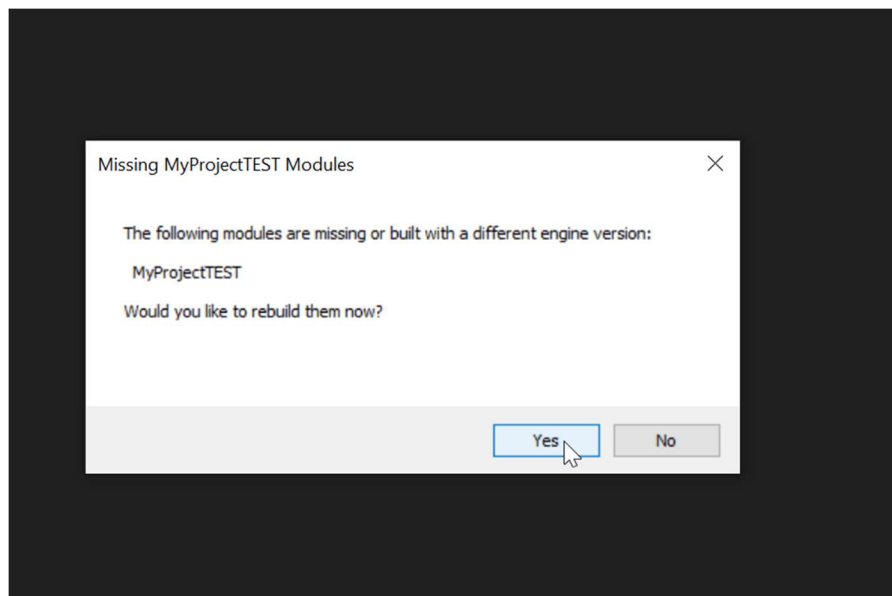 Missing MyProjectTEST Modules
The following modules are missing or built with a different engine version:
MyProjectTEST
Would you like to rebuild them now?
Yes
No